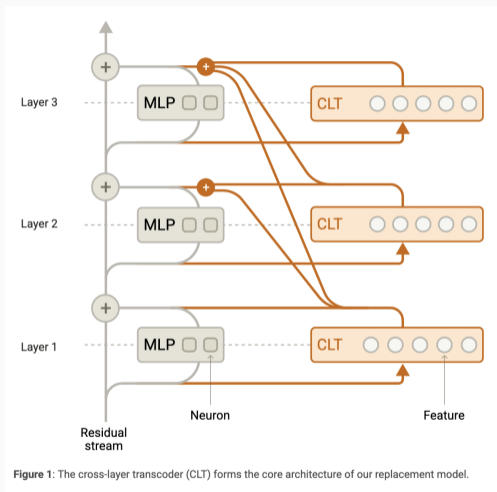 +
+
Layer 3
MLP
CLT
+
+
Layer 2
MLP
CLT
+
Layer 1
MLP
CLT
Neuron
Feature
Residual
stream
Figure 1: The cross-layer transcoder (CLT) forms the core architecture of our replacement model.